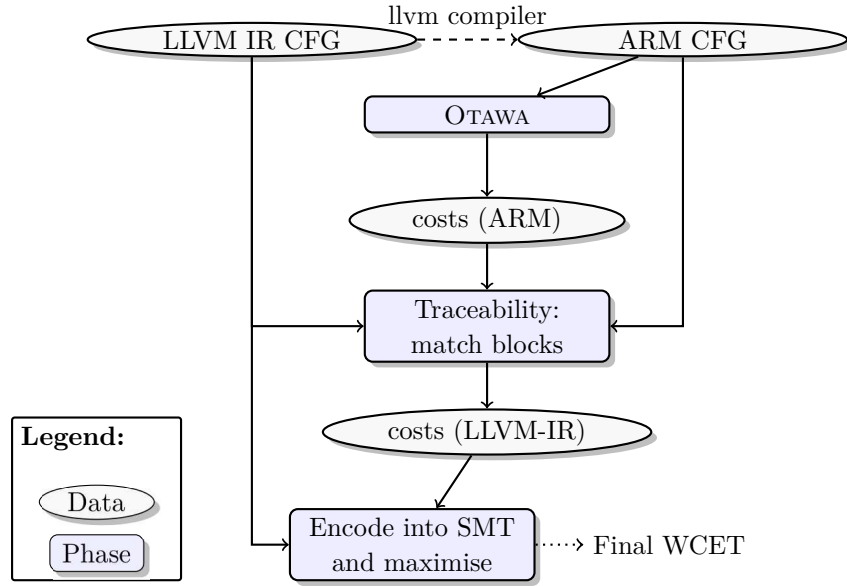 llvm compiler
LLVM IR CFG
ARM CFG
OTAWA
costs (ARM)
Traceability:
match blocks
costs (LLVM-IR)
Legend:
Data
Phase
Encode into SMT
and maximise
Final WCET